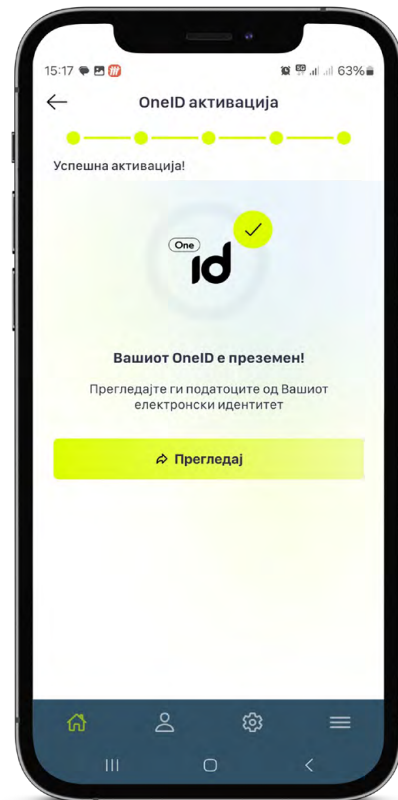 15:17
5G
63%
OneID активација
Успешна активација!
One
id
Вашиот OneID е преземен!
Прегледајте ги податоците од Вашиот
електронски идентитет
Прегледај